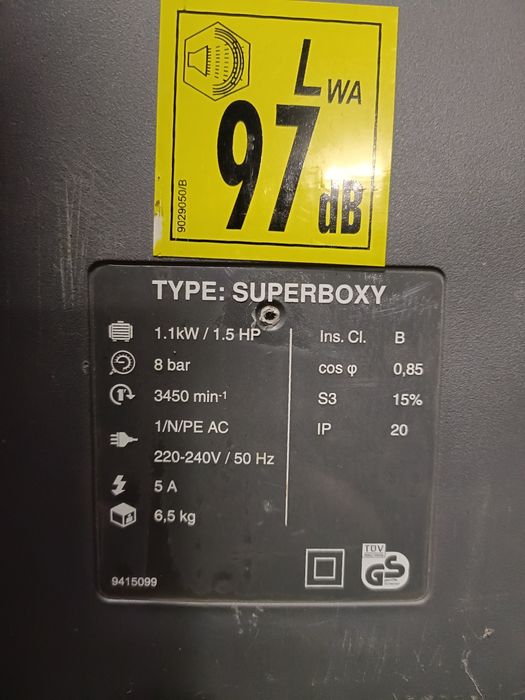 LWA
97
dB
9029050/B
TYPE: SUPERBOXY
1.1kW / 1.5 HP
8 bar
3450 min-1
1/N/PE AC
220-240V / 50 Hz
5 A
6,5 kg
Ins. Cl. B
cos φ 0,85
S3 15%
IP 20
9415099
TÜV
GS